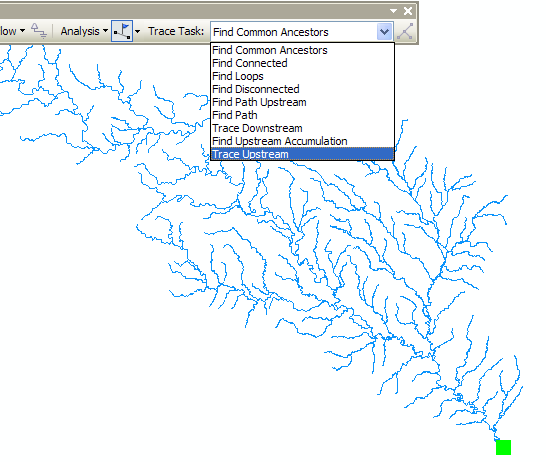 low Analysis Trace Task: Find Common Ancestors
Find Common Ancestors
Find Connected
Find Loops
Find Disconnected
Find Path Upstream
Find Path
Trace Downstream
Find Upstream Accumulation
Trace Upstream